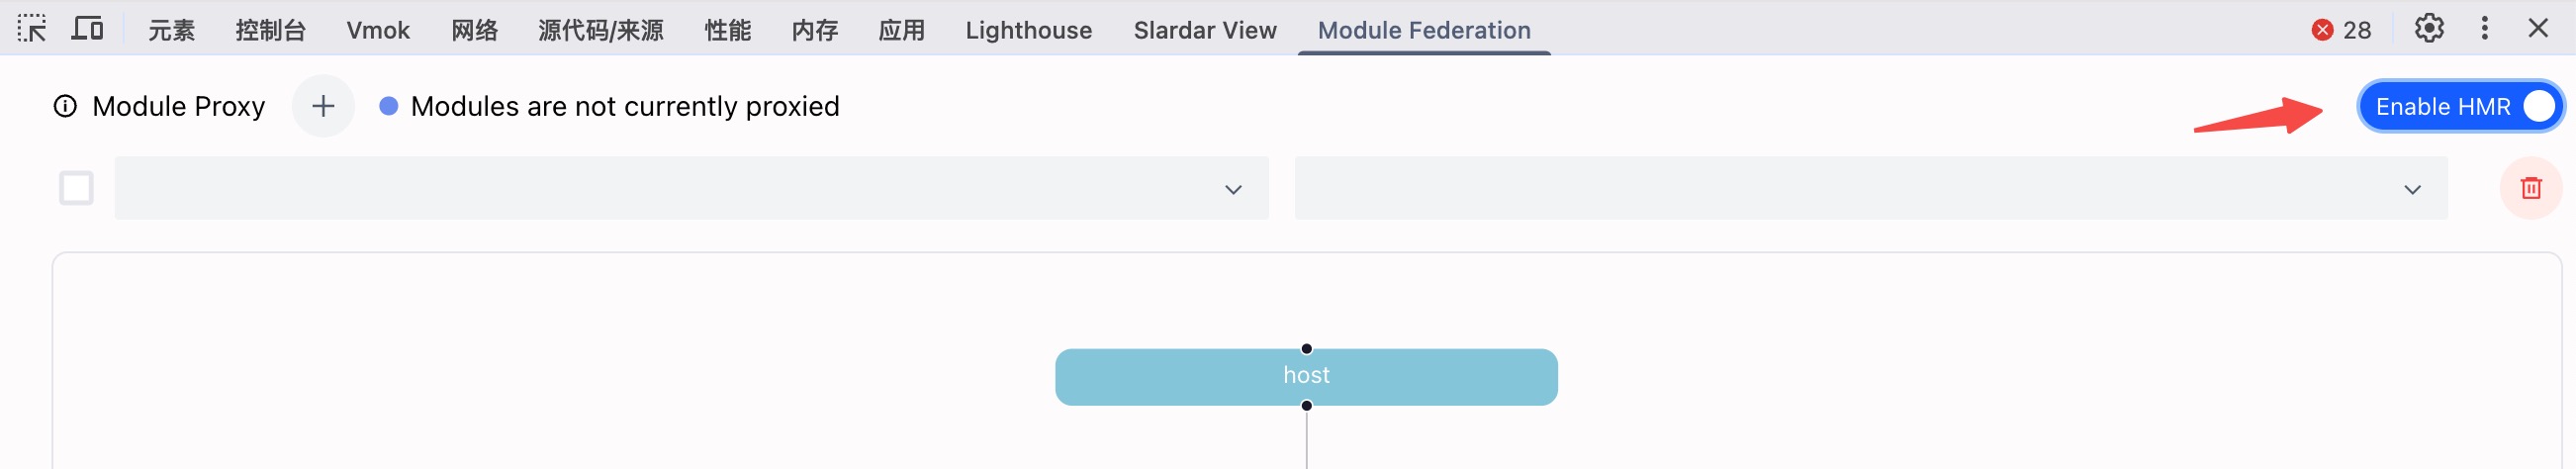 元素 控制台 Vmok 网络 源代码/来源 性能 内存 应用 Lighthouse Slardar View Module Federation 28
Module Proxy + Modules are not currently proxied Enable HMR
host